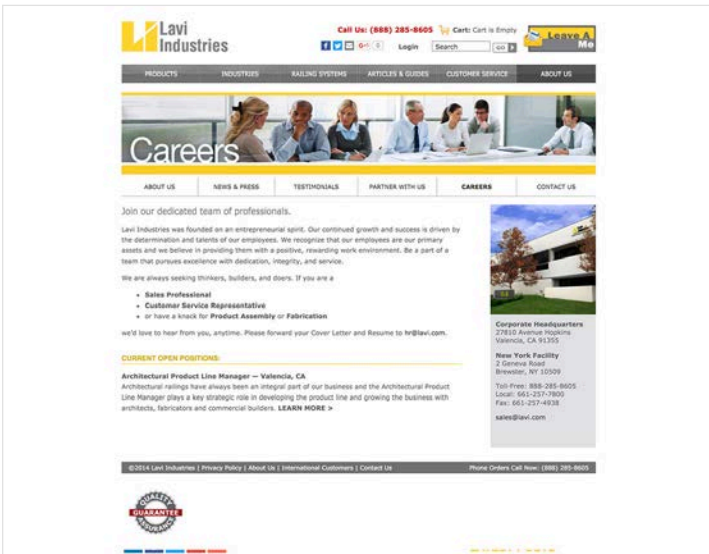 Lavi
Industries
Call Us: (888) 285-8605
Cart: Cart is Empty
Leave A
Me
Login
Search
GO
PRODUCTS
INDUSTRIES
RAILING SYSTEMS
ARTICLES & GUIDES
CUSTOMER SERVICE
ABOUT US
Careers
ABOUT US
NEWS & PRESS
TESTIMONIALS
PARTNER WITH US
CAREERS
CONTACT US
Join our dedicated team of professionals.
Lavi Industries was founded on an entrepreneurial spirit. Our continued growth and success is driven by
the determination and talents of our employees. We recognize that our employees are our primary
assets and we believe in providing them with a positive, rewarding work environment. Be a part of a
team that pursues excellence with dedication, integrity, and service.
We are always seeking thinkers, builders, and doers. If you are a
Sales Professional
Customer Service Representative
or have a knack for Product Assembly or Fabrication
we'd love to hear from you, anytime. Please forward your Cover Letter and Resume to hr@lavi.com.
CURRENT OPEN POSITIONS:
Architectural Product Line Manager — Valencia, CA
Architectural railings have always been an integral part of our business and the Architectural Product
Line Manager plays a key strategic role in developing the product line and growing the business with
architects, fabricators and commercial builders. LEARN MORE >
Corporate Headquarters
27810 Avenue Hopkins
Valencia, CA 91355
New York Facility
2 Geneva Road
Brewster, NY 10509
Toll-Free: 888-285-8605
Local: 661-257-7800
Fax: 661-257-4938
sales@lavi.com
©2014 Lavi Industries | Privacy Policy | About Us | International Customers | Contact Us
Phone Orders Call Now: (888) 285-8605
QUALITY
GUARANTEE
ASSURANCE